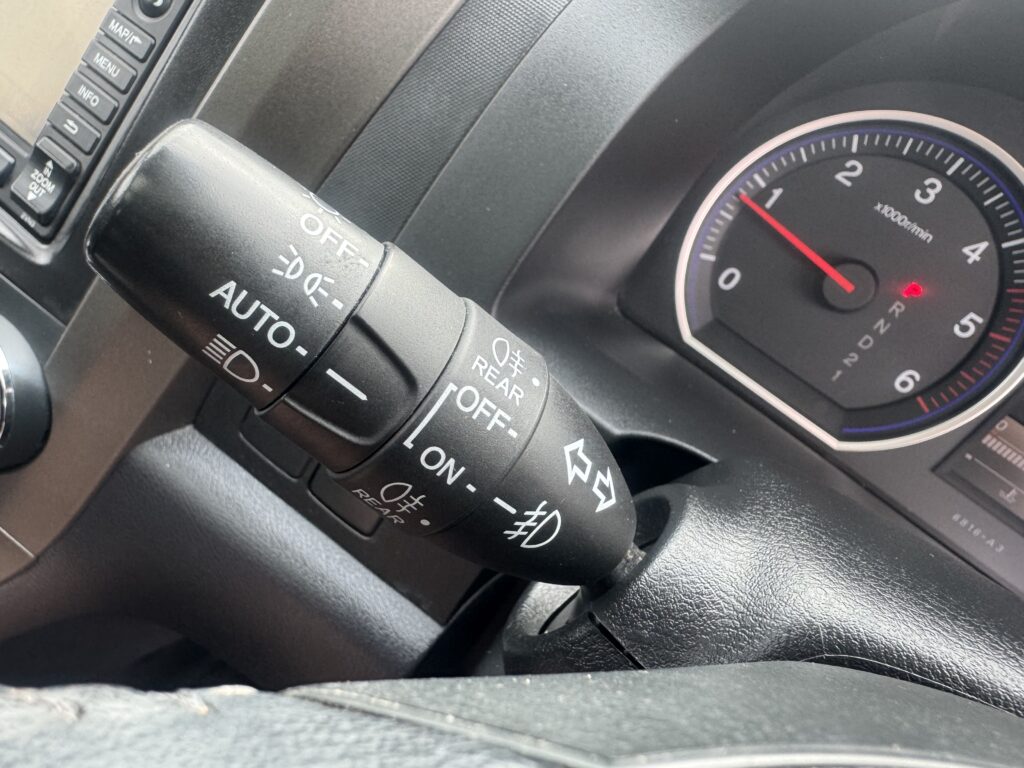 MAP/
MENU
INFO
IN
ZOOM
OUT
OFF
AUTO
REAR
OFF
ON
REAR
0
1
2
3
4
5
6
x1000r/min
R
N
D
2
1